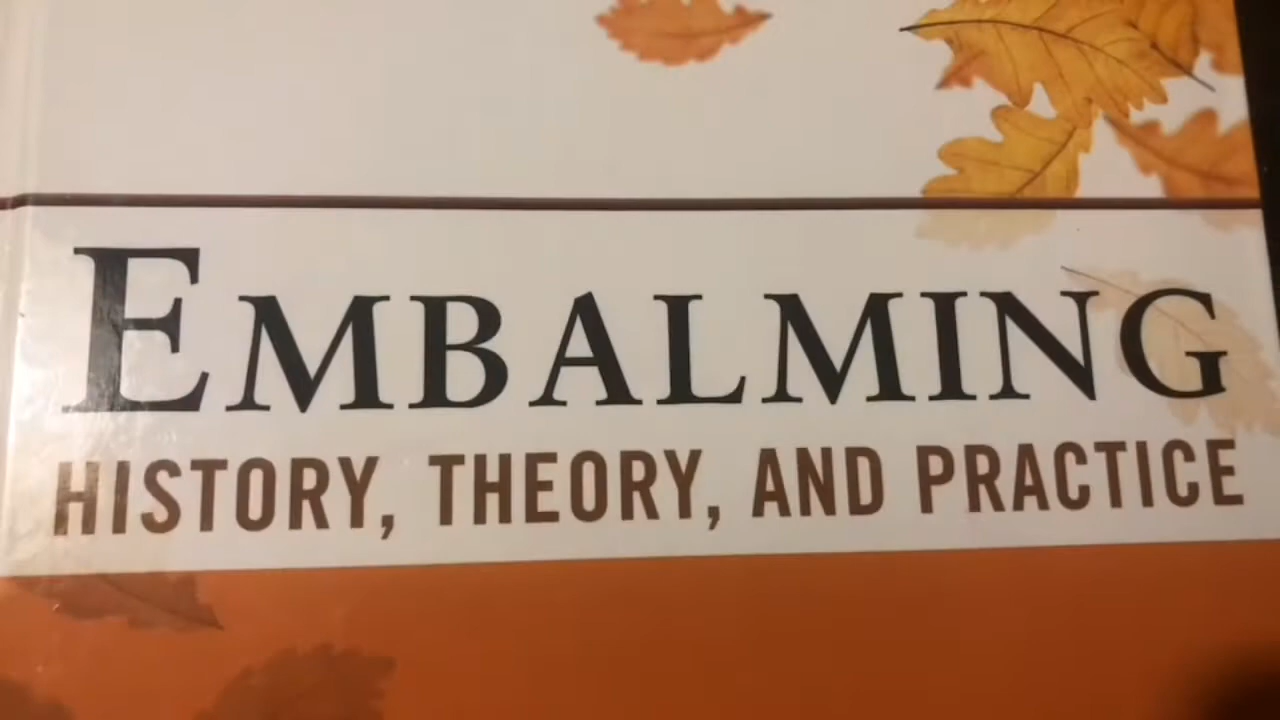 EMBALMING
HISTORY, THEORY, AND PRACTICE